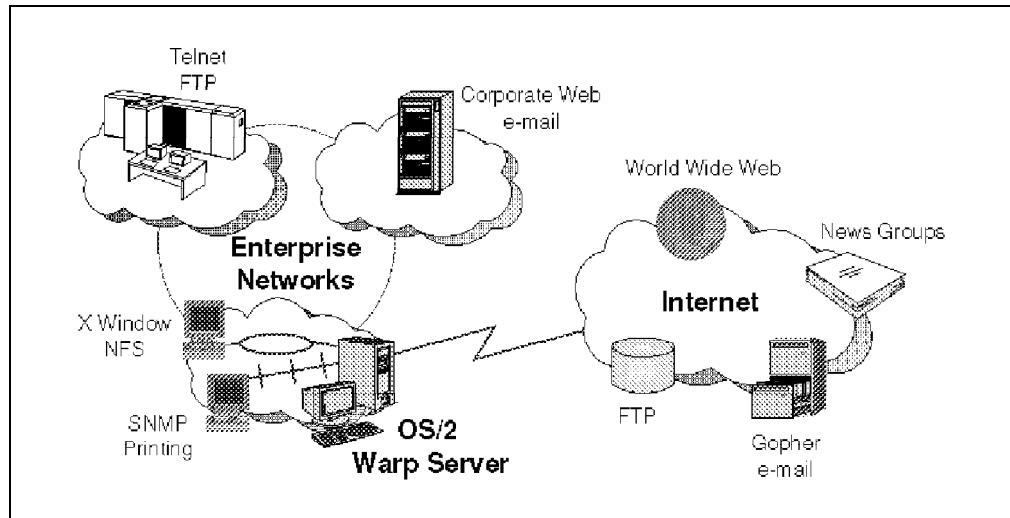 Telnet
FTP
Corporate Web
e-mail
World Wide Web
News Groups
Enterprise
Networks
Internet
X Window
NFS
FTP
SNMP
Printing
OS/2
Warp Server
Gopher
e-mail